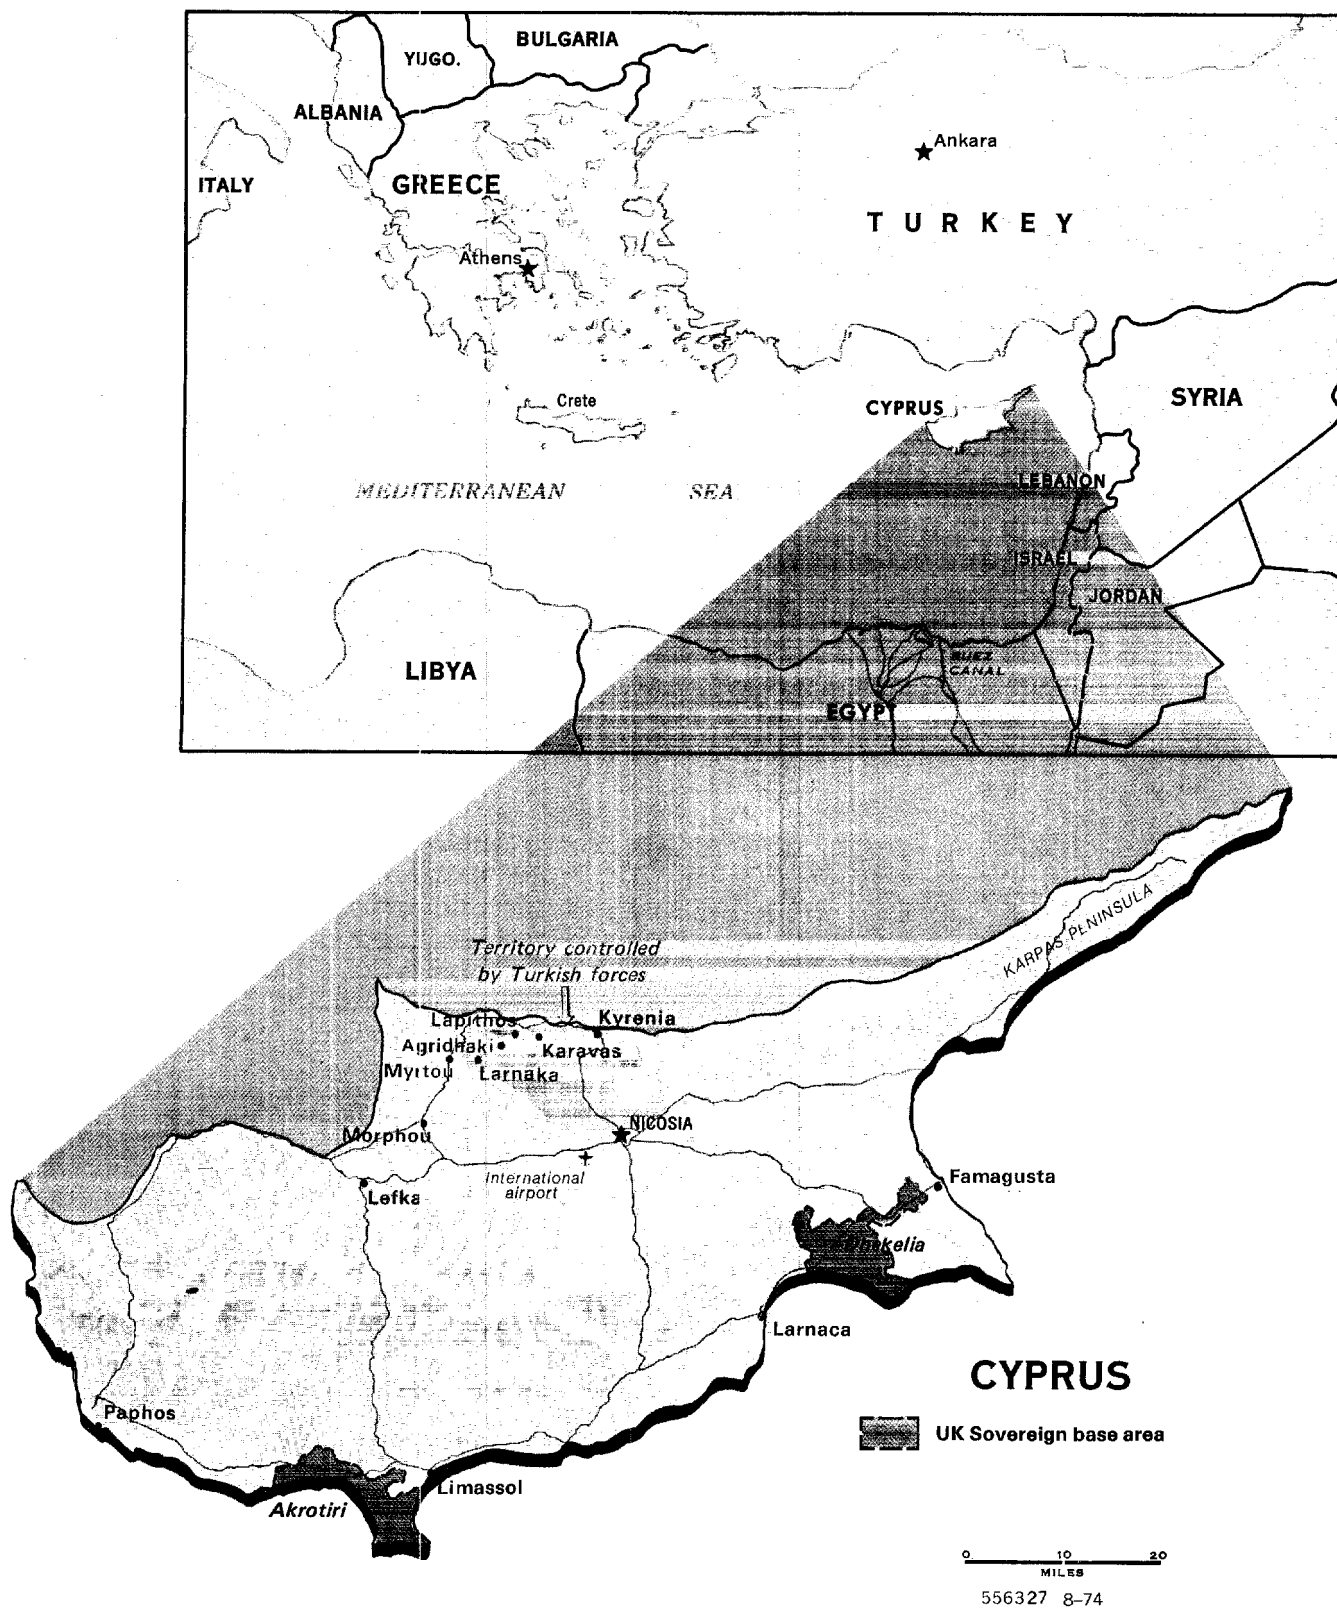 BULGARIA
YUGO.
ALBANIA
Ankara
ITALY
GREECE
TURKEY
Athens
Crete
CYPRUS
SYRIA
MEDITERRANEAN SEA
LEBANON
ISRAEL
JORDAN
LIBYA
SUEZ
CANAL
EGYPT
KARPAS PENINSULA
Territory controlled
by Turkish forces
Lapithos
Kyrenia
Agridhaki
Karavas
Myrtou
Larnaka
Morphou
NICOSIA
International
airport
Lefka
Famagusta
Dhekelia
Larnaca
CYPRUS
Paphos
UK Sovereign base area
Limassol
Akrotiri
0 10 20
MILES
556327 8-74